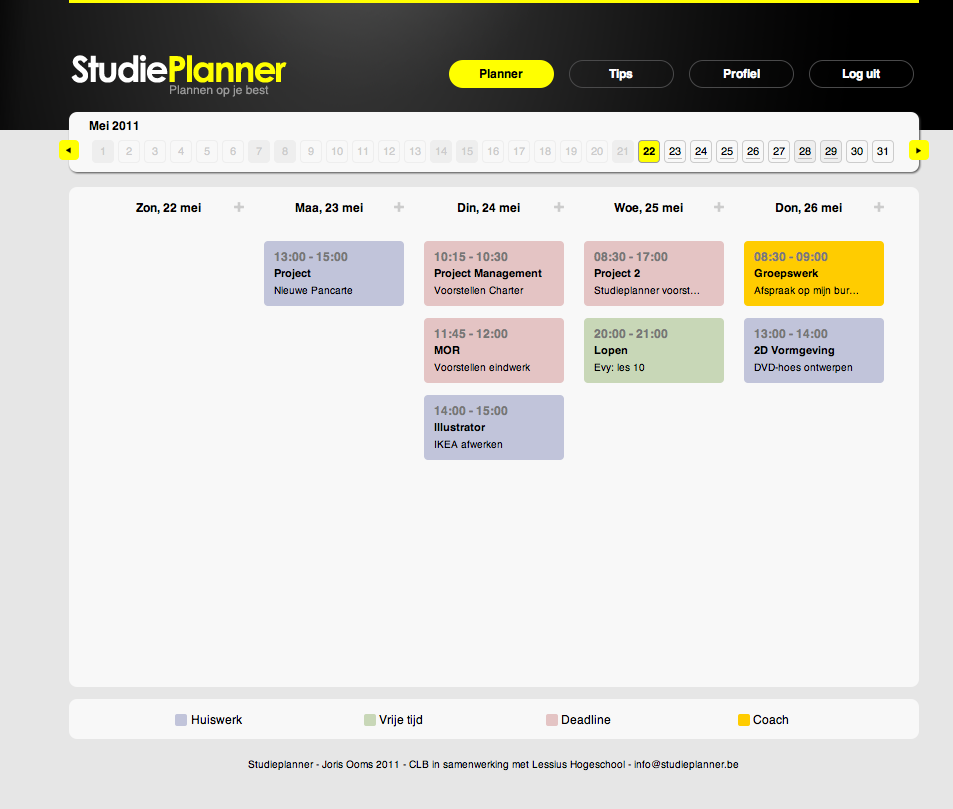 StudiePlanner
Plannen op je best
Planner Tips Profiel Log uit
Mei 2011
1 2 3 4 5 6 7 8 9 10 11 12 13 14 15 16 17 18 19 20 21 22 23 24 25 26 27 28 29 30 31
Zon, 22 mei + Maa, 23 mei + Din, 24 mei + Woe, 25 mei + Don, 26 mei +
13:00 - 15:00
Project
Nieuwe Pancarte
10:15 - 10:30
Project Management
Voorstellen Charter
11:45 - 12:00
MOR
Voorstellen eindwerk
14:00 - 15:00
Illustrator
IKEA afwerken
08:30 - 17:00
Project 2
Studieplanner voorst...
20:00 - 21:00
Lopen
Evy: les 10
08:30 - 09:00
Groepswerk
Afspraak op mijn bur...
13:00 - 14:00
2D Vormgeving
DVD-hoes ontwerpen
Huiswerk Vrije tijd Deadline Coach
Studieplanner - Joris Ooms 2011 - CLB in samenwerking met Lessius Hogeschool - info@studieplanner.be